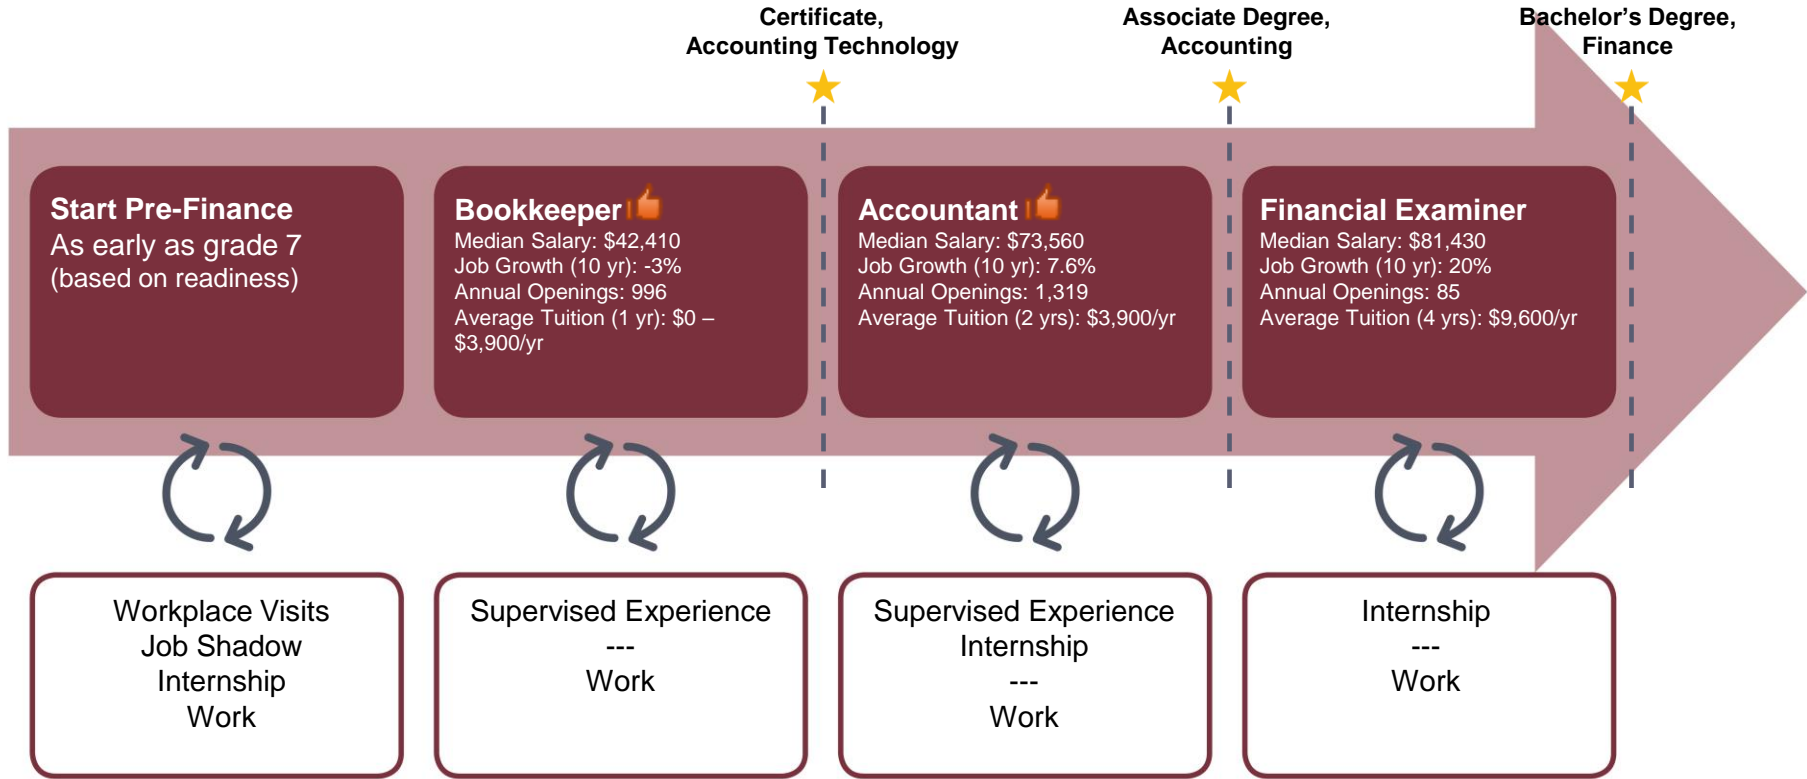 Certificate,
Accounting Technology
Associate Degree,
Accounting
Bachelor’s Degree,
Finance
Start Pre-Finance
As early as grade 7
(based on readiness)
Bookkeeper
Median Salary: $42,410
Job Growth (10 yr): -3%
Annual Openings: 996
Average Tuition (1 yr): $0 –
$3,900/yr
Accountant
Median Salary: $73,560
Job Growth (10 yr): 7.6%
Annual Openings: 1,319
Average Tuition (2 yrs): $3,900/yr
Financial Examiner
Median Salary: $81,430
Job Growth (10 yr): 20%
Annual Openings: 85
Average Tuition (4 yrs): $9,600/yr
Workplace Visits
Job Shadow
Internship
Work
Supervised Experience
---
Work
Supervised Experience
Internship
---
Work
Internship
---
Work